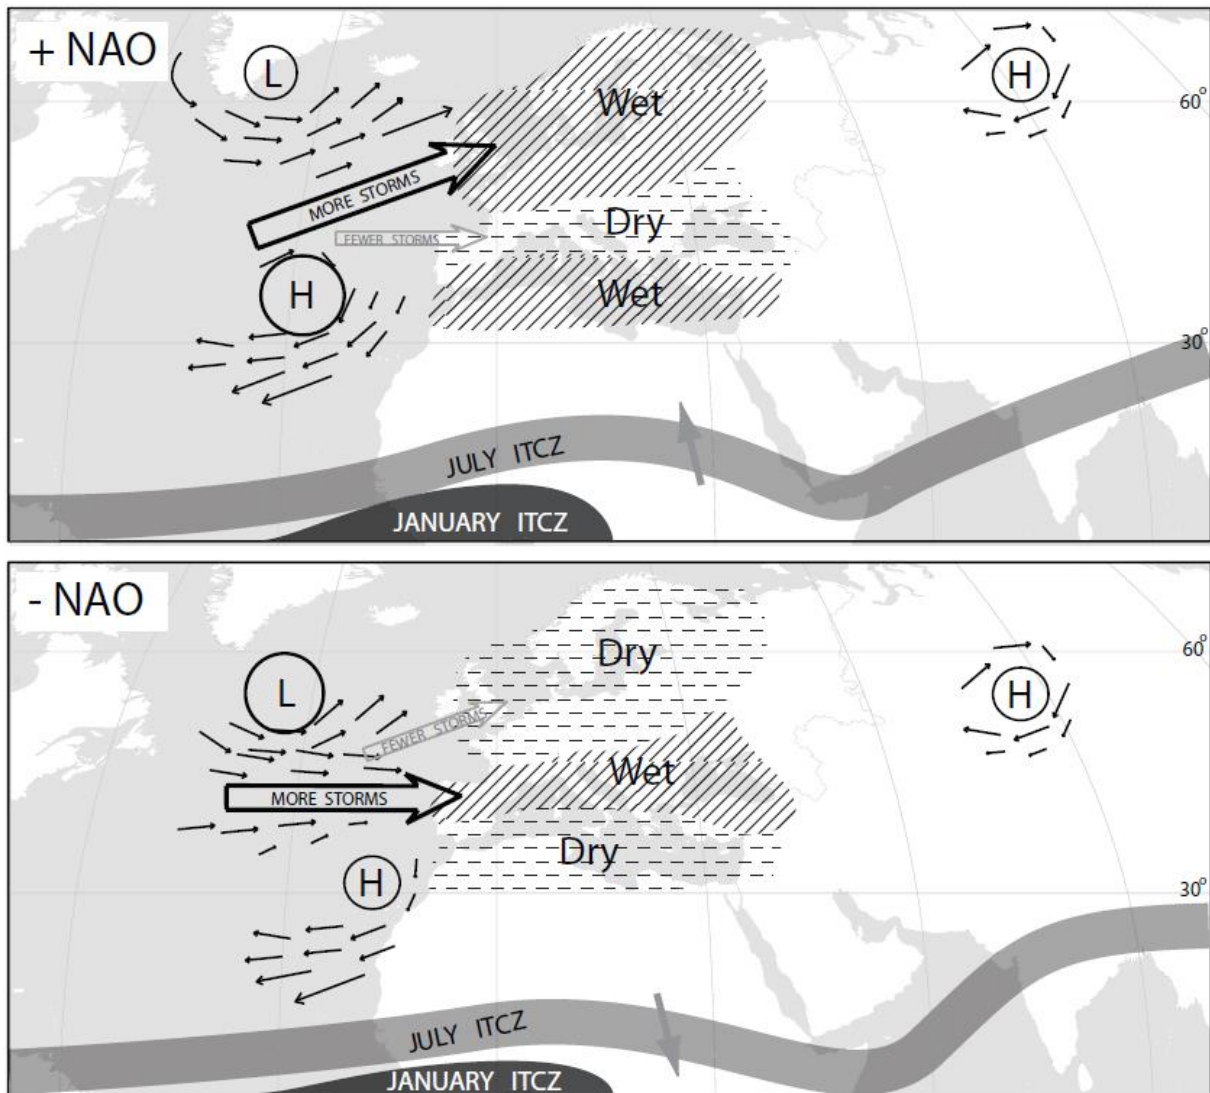 + NAO
L
H
60°
Wet
MORE STORMS
Dry
FEWER STORMS
H
Wet
30°
JULY ITCZ
JANUARY ITCZ
- NAO
Dry
60°
L
H
FEWER STORMS
Wet
MORE STORMS
Dry
H
30°
JULY ITCZ
JANUARY ITCZ